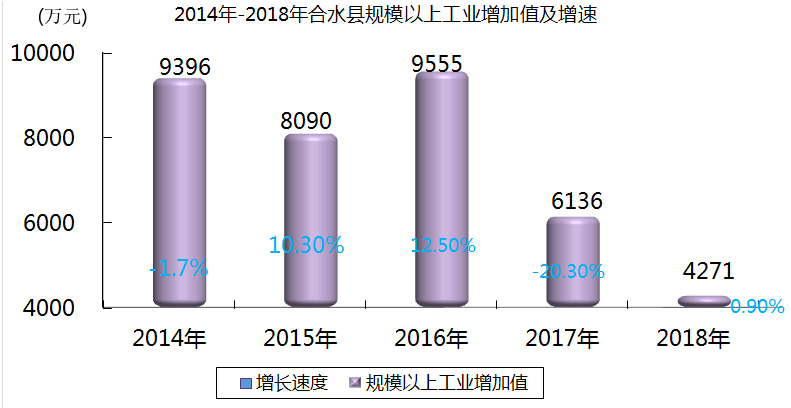 (万元)
2014年-2018年合水县规模以上工业增加值及增速
10000
8000
6000
4000
9396
8090
9555
6136
4271
-1.7%
10.30%
12.50%
-20.30%
0.90%
2014年
2015年
2016年
2017年
2018年
增长速度
规模以上工业增加值